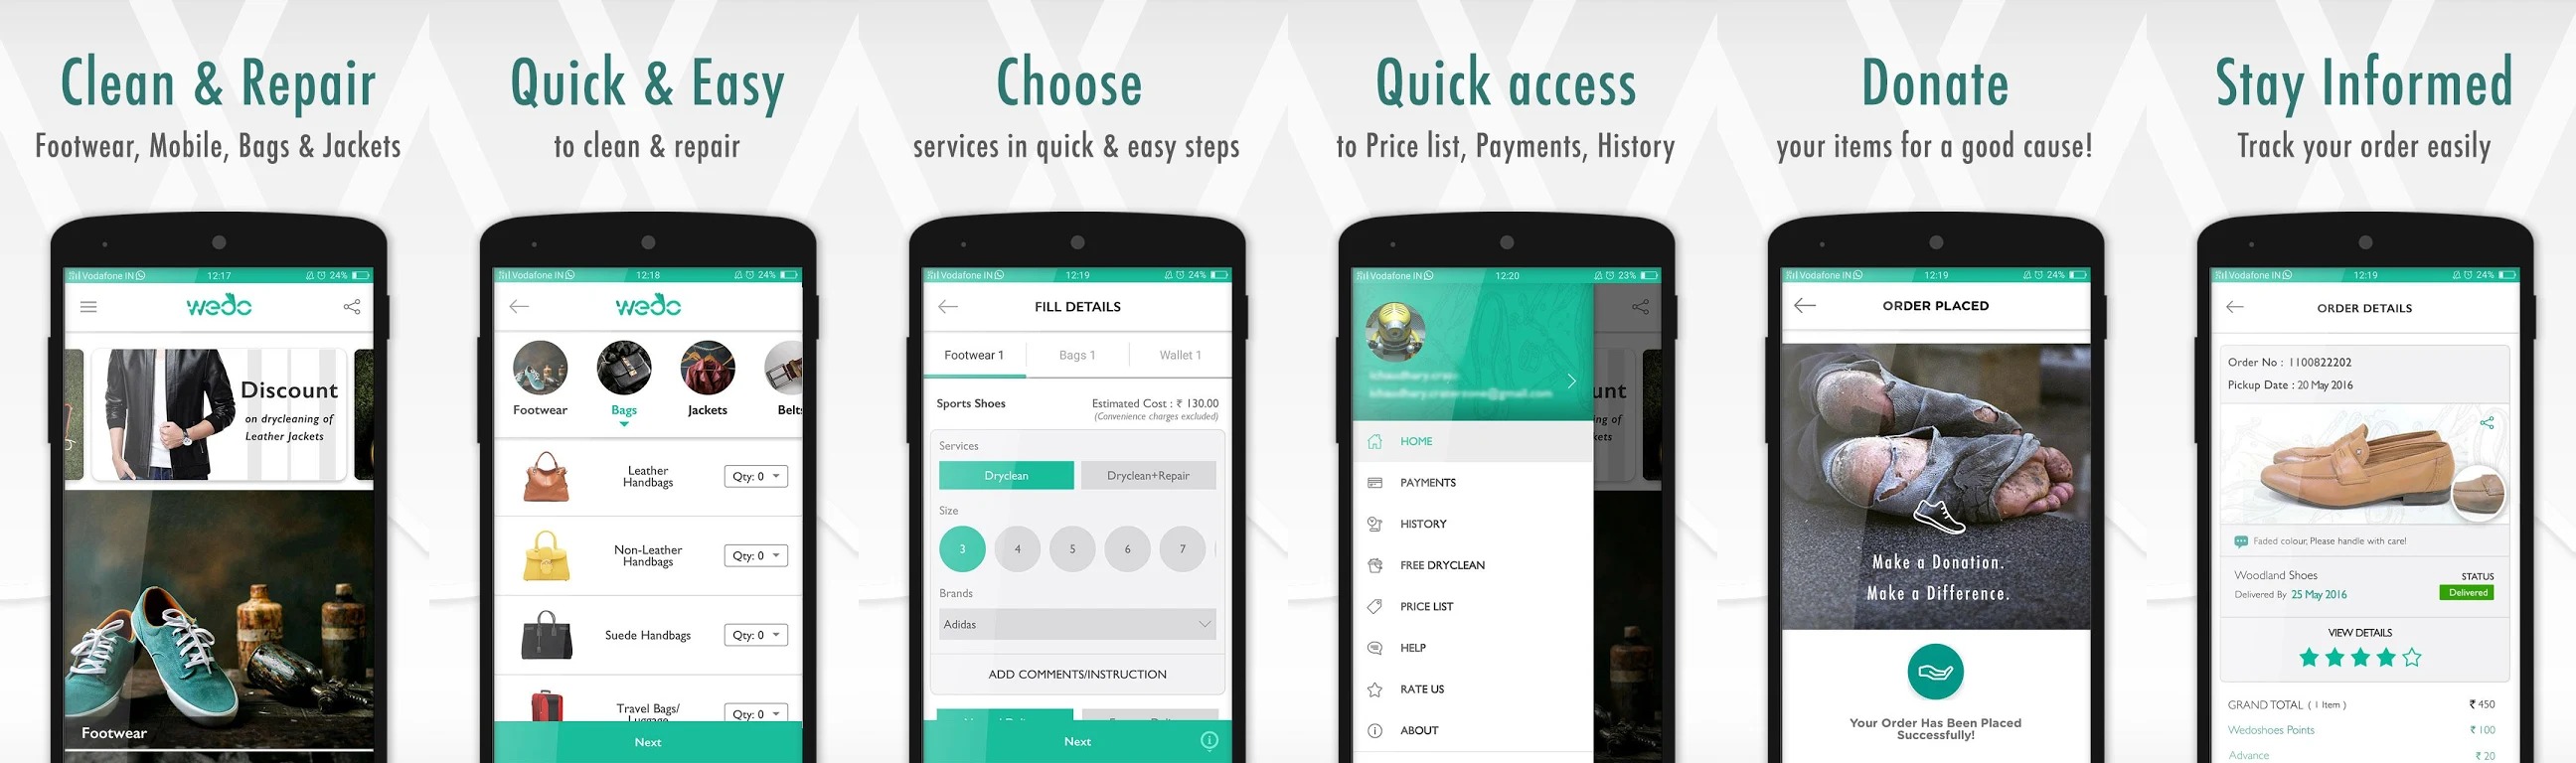 Clean & Repair
Footwear, Mobile, Bags & Jackets
Vodafone IN
12:17
24%
wedo
Discount
on drycleaning of
Leather Jackets
Footwear
Quick & Easy
to clean & repair
Vodafone IN
12:18
24%
wedo
Footwear
Bags
Jackets
Belts
Leather
Handbags
Qty: 0
Non-Leather
Handbags
Qty: 0
Suede Handbags
Qty: 0
Travel Bags/
Luggage
Qty: 0
Next
Choose
services in quick & easy steps
Vodafone IN
12:19
24%
FILL DETAILS
Footwear 1
Bags 1
Wallet 1
Sports Shoes
Estimated Cost : ₹ 130.00
(Convenience charges excluded)
Services
Dryclean
Dryclean+Repair
Size
3
4
5
6
7
Brands
Adidas
ADD COMMENTS/INSTRUCTION
Next
Quick access
to Price list, Payments, History
Vodafone IN
12:20
23%
unt
ing of
kets
HOME
PAYMENTS
HISTORY
FREE DRYCLEAN
PRICE LIST
HELP
RATE US
ABOUT
Donate
your items for a good cause!
Vodafone IN
12:19
24%
ORDER PLACED
Make a Donation.
Make a Difference.
Your Order Has Been Placed
Successfully!
Stay Informed
Track your order easily
Vodafone IN
12:19
24%
ORDER DETAILS
Order No : 1100822202
Pickup Date : 20 May 2016
Faded colour, Please handle with care!
Woodland Shoes
STATUS
Delivered By 25 May 2016
Delivered
VIEW DETAILS
GRAND TOTAL ( 1 Item )
₹ 450
Wedoshoes Points
₹ 100
Advance
₹ 20